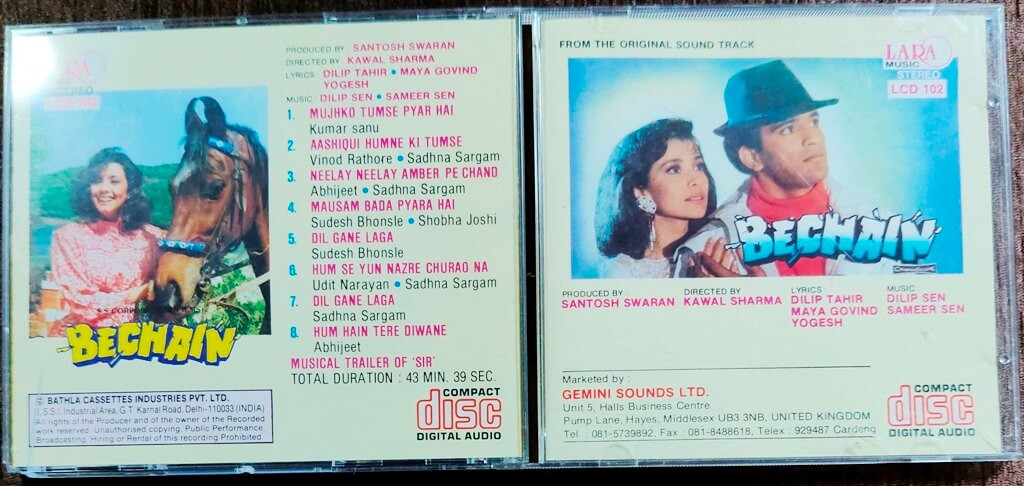 LARA
MUSIC
STEREO
LCD 102
PRODUCED BY SANTOSH SWARAN
DIRECTED BY KAWAL SHARMA
LYRICS : DILIP TAHIR • MAYA GOVIND
YOGESH
MUSIC DILIP SEN • SAMEER SEN
1. MUJHKO TUMSE PYAR HAI
Kumar sanu
2. AASHIQUI HUMNE KI TUMSE
Vinod Rathore • Sadhna Sargam
3. NEELAY NEELAY AMBER PE CHAND
Abhijeet • Sadhna Sargam
4. MAUSAM BADA PYARA HAI
Sudesh Bhonsle • Shobha Joshi
5. DIL GANE LAGA
Sudesh Bhonsle
6. HUM SE YUN NAZRE CHURAO NA
Udit Narayan • Sadhna Sargam
7. DIL GANE LAGA
Sadhna Sargam
8. HUM HAIN TERE DIWANE
Abhijeet
MUSICAL TRAILER OF 'SIR'
TOTAL DURATION : 43 MIN. 39 SEC.
BECHAIN
© BATHLA CASSETTES INDUSTRIES PVT. LTD.
S.S.I. Industrial Area, G.T. Karnal Road, Delhi-110033 (INDIA)
All rights of the Producer and of the owner of the Recorded
work reserved. Unauthorised copying, Public Performance,
Broadcasting, Hiring or Rental of this recording Prohibited.
COMPACT
disc
DIGITAL AUDIO
FROM THE ORIGINAL SOUND TRACK
LARA
MUSIC
STEREO
LCD 102
BECHAIN
PRODUCED BY
SANTOSH SWARAN
DIRECTED BY
KAWAL SHARMA
LYRICS
DILIP TAHIR
MAYA GOVIND
YOGESH
MUSIC
DILIP SEN
SAMEER SEN
Marketed by :
GEMINI SOUNDS LTD.
Unit 5, Halls Business Centre
Pump Lane, Hayes, Middlesex UB3 3NB, UNITED KINGDOM
Tel. : 081-5739892, Fax : 081-8488618, Telex : 929487 Cardeng
COMPACT
disc
DIGITAL AUDIO